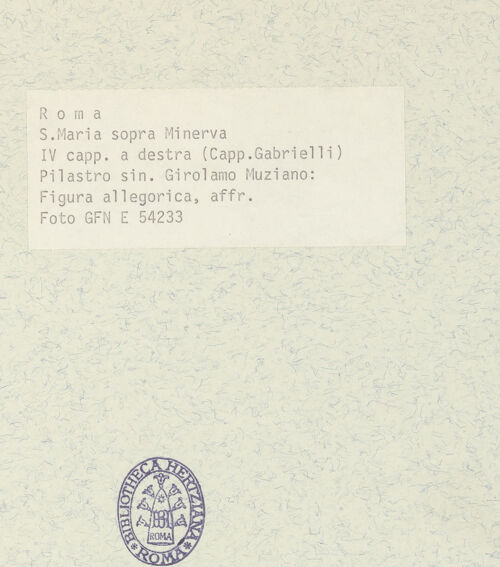 R o m a
S.Maria sopra Minerva
IV capp. a destra (Capp.Gabrielli)
Pilastro sin. Girolamo Muziano:
Figura allegorica, affr.
Foto GFN E 54233
*BIBLIOTHECA HERTZIANA*
ROMA
ROMA